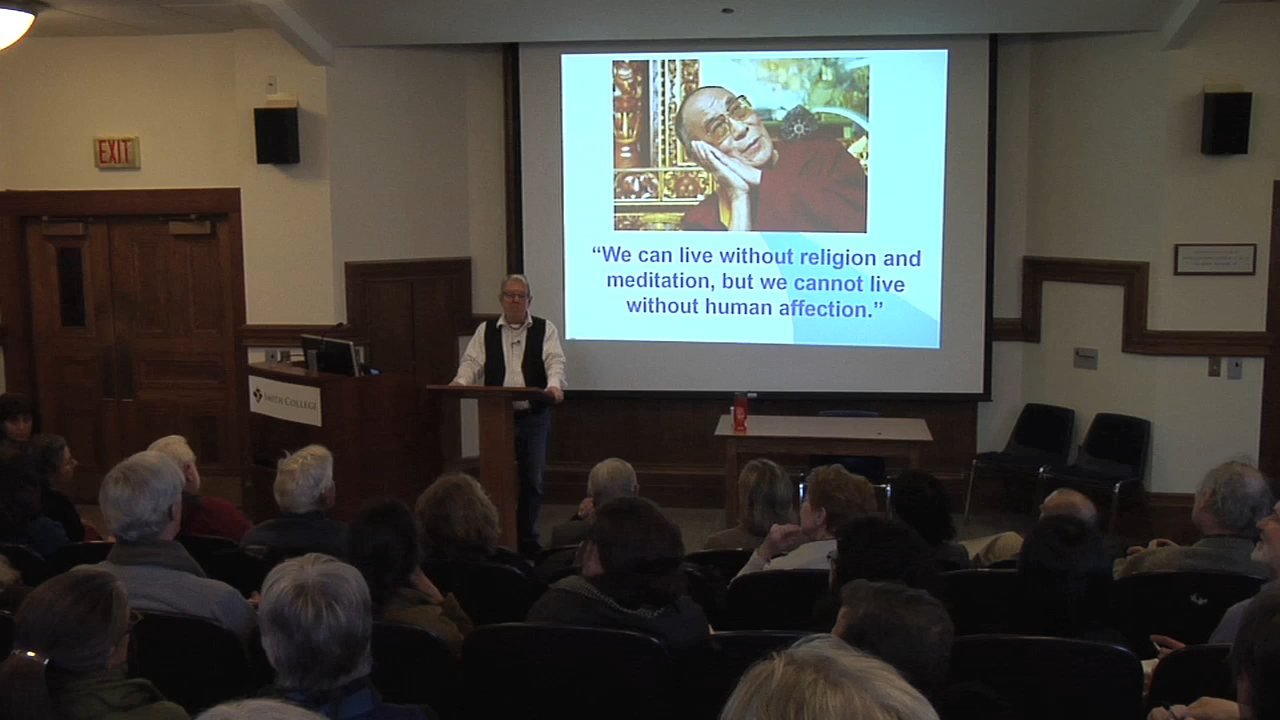 EXIT
“We can live without religion and
meditation, but we cannot live
without human affection.”
SMITH COLLEGE